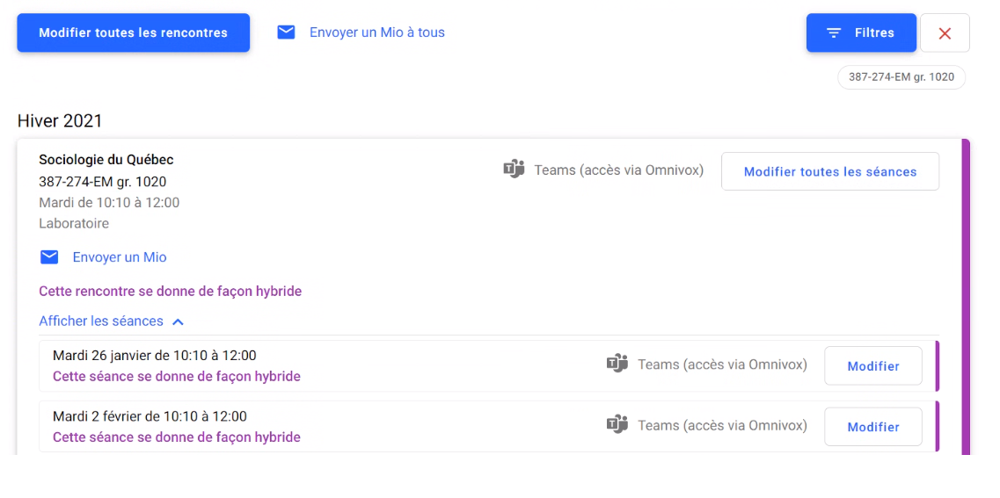 Modifier toutes les rencontres
Envoyer un Mio à tous
Filtres
387-274-EM gr. 1020
Hiver 2021
Sociologie du Québec
387-274-EM gr. 1020
Mardi de 10:10 à 12:00
Laboratoire
Teams (accès via Omnivox)
Modifier toutes les séances
Envoyer un Mio
Cette rencontre se donne de façon hybride
Afficher les séances
Mardi 26 janvier de 10:10 à 12:00
Cette séance se donne de façon hybride
Teams (accès via Omnivox)
Modifier
Mardi 2 février de 10:10 à 12:00
Cette séance se donne de façon hybride
Teams (accès via Omnivox)
Modifier